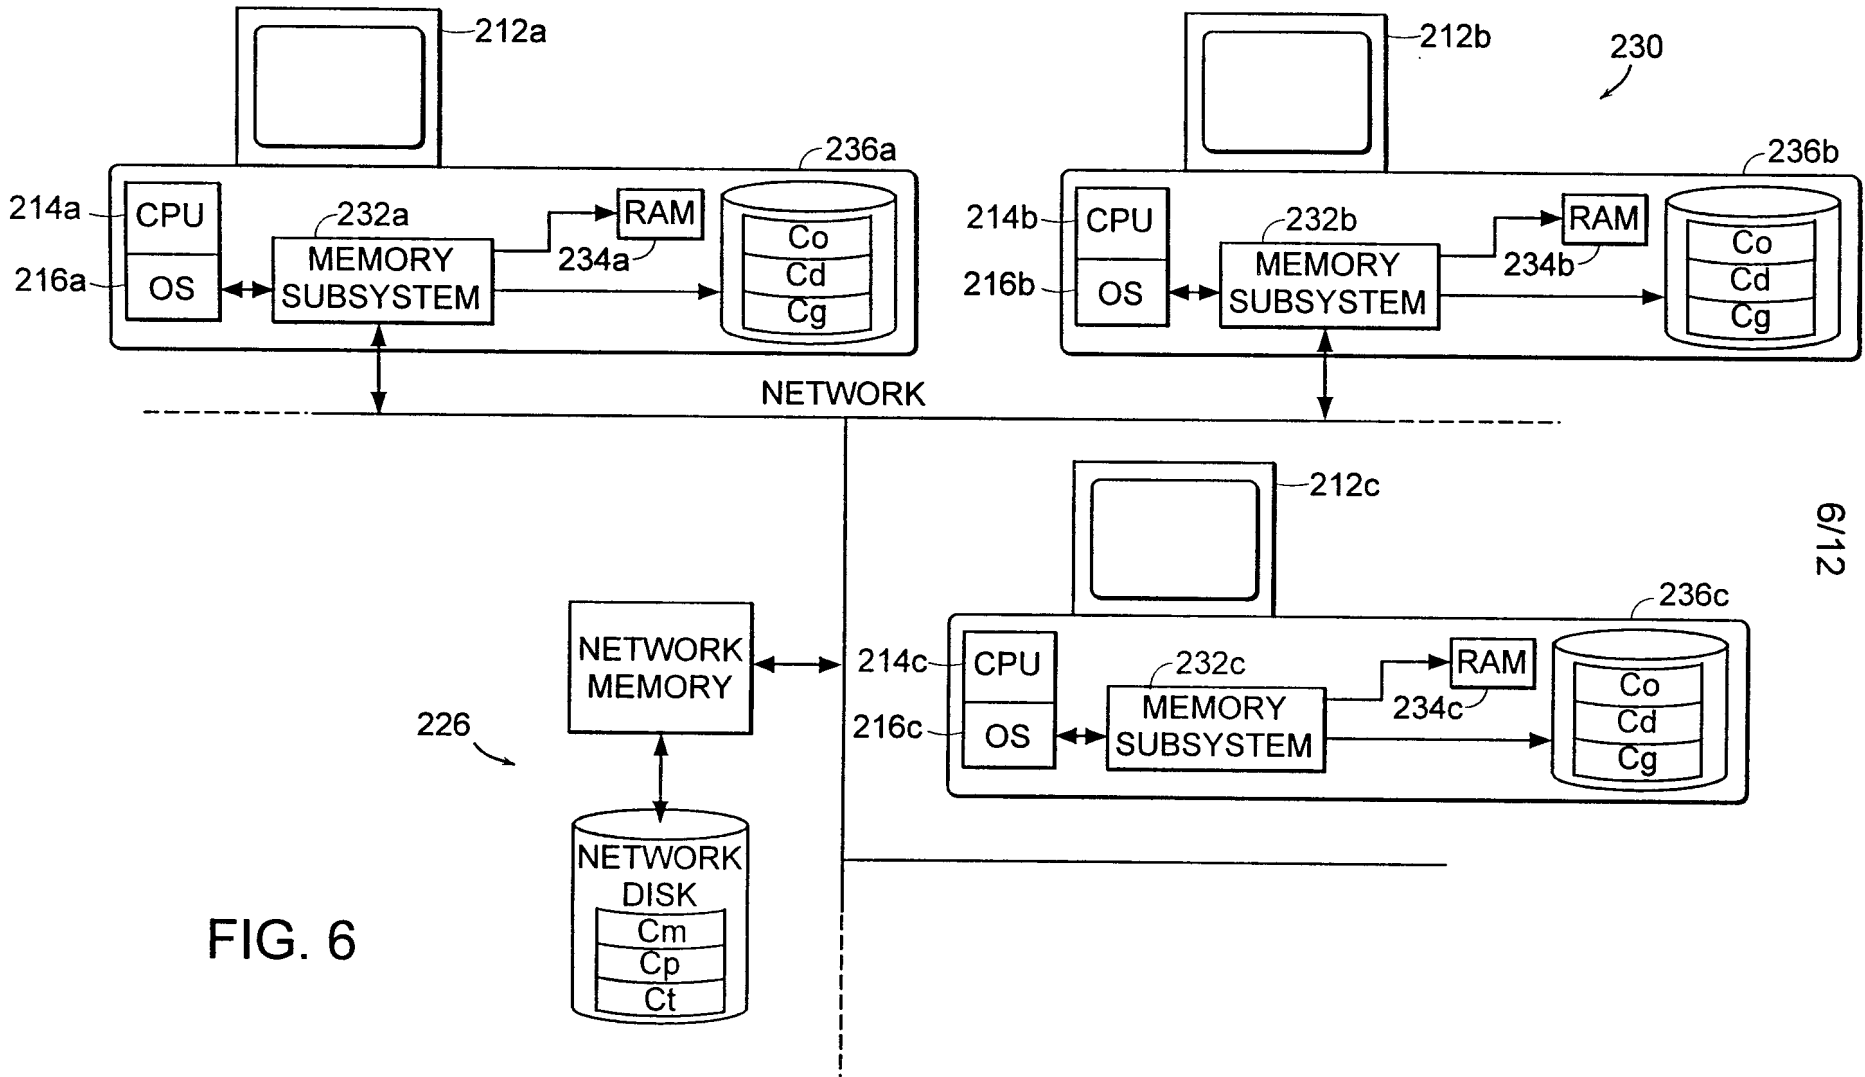 212a
236a
214a
CPU
232a
RAM
234a
216a
OS
MEMORY
SUBSYSTEM
Co
Cd
Cg
212b
230
236b
214b
CPU
232b
RAM
234b
216b
OS
MEMORY
SUBSYSTEM
Co
Cd
Cg
NETWORK
212c
6/12
236c
214c
CPU
232c
RAM
234c
216c
OS
MEMORY
SUBSYSTEM
Co
Cd
Cg
NETWORK
MEMORY
226
NETWORK
DISK
Cm
Cp
Ct
FIG. 6